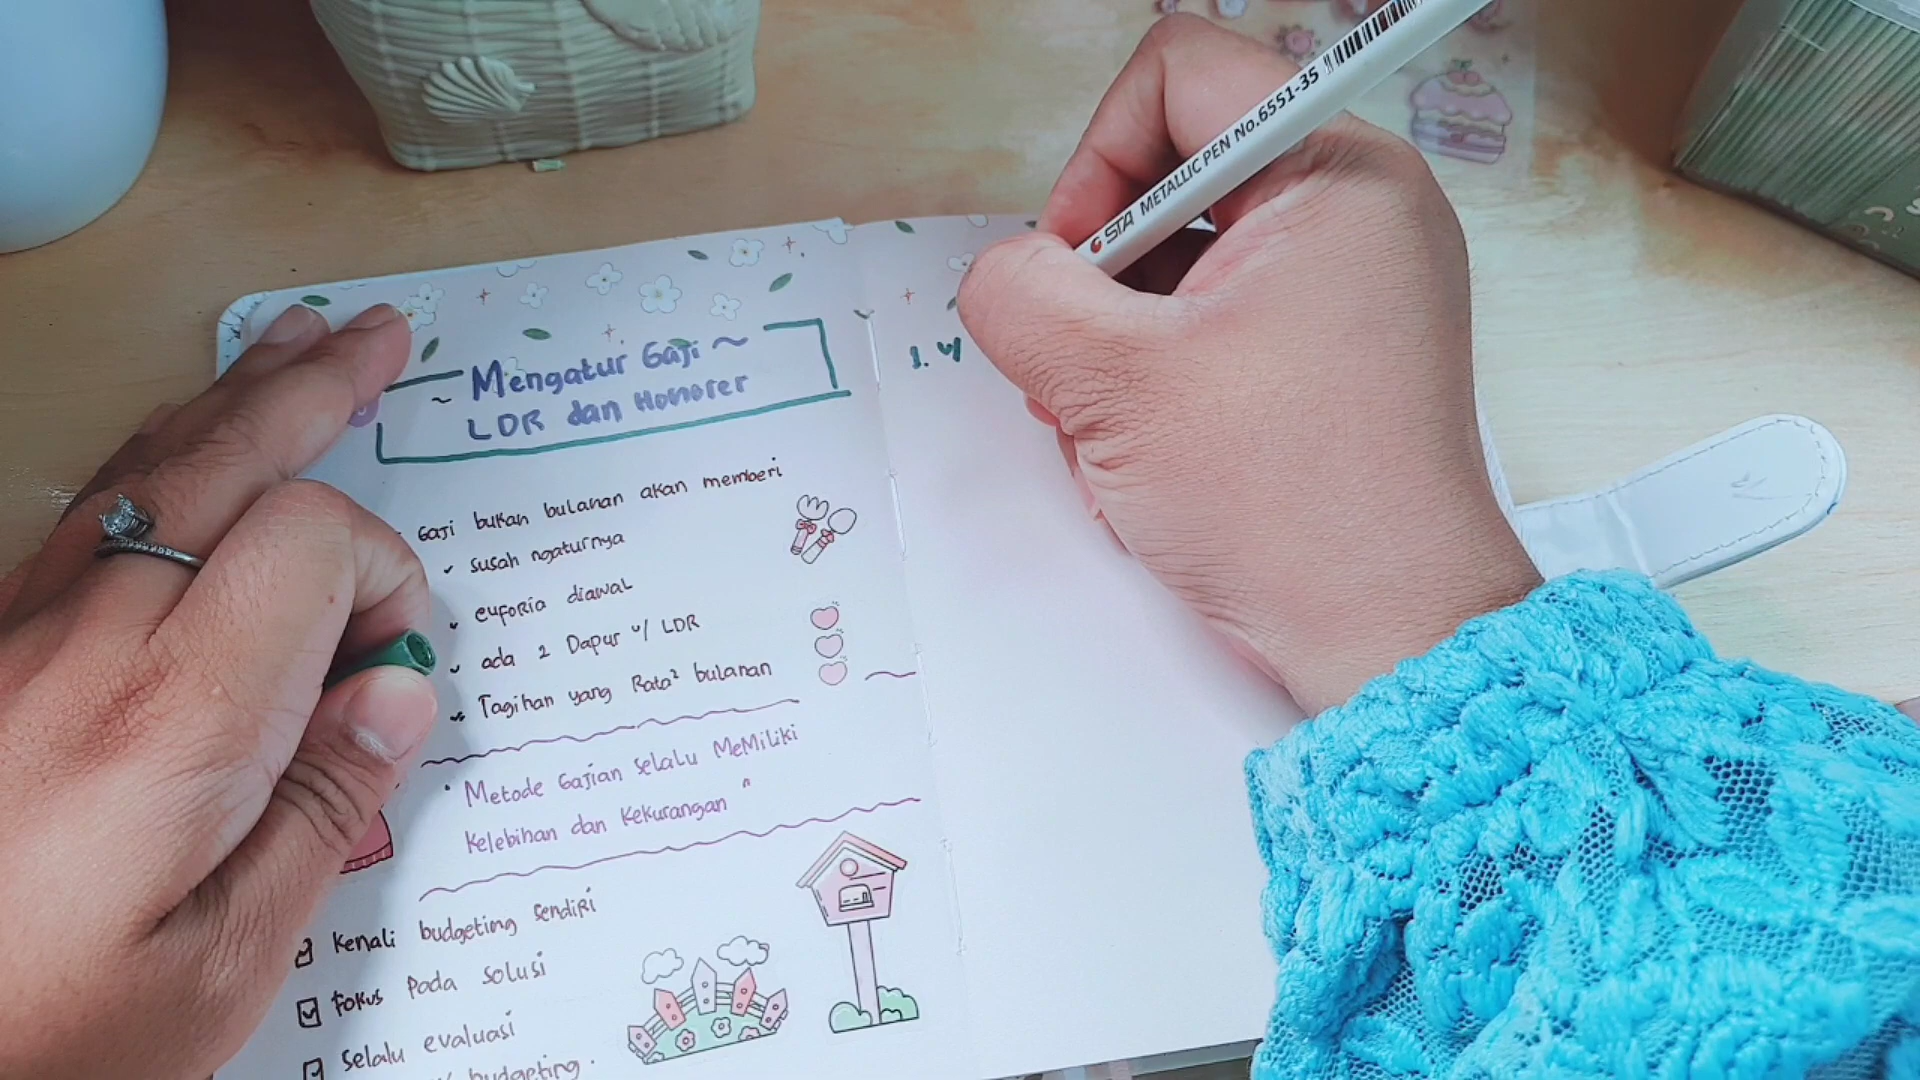 ~ Mengatur Gaji ~
~ LDR dan Honorer
Gaji bukan bulanan akan memberi
susah ngaturnya
euforia diawal
ada 2 Dapur u/ LDR
Tagihan yang Rata² bulanan
" Metode Gajian selalu Memiliki
Kelebihan dan Kekurangan "
Kenali budgeting sendiri
Fokus Pada solusi
selalu evaluasi
budgeting.
1. u/
STA METALLIC PEN No.6551-35